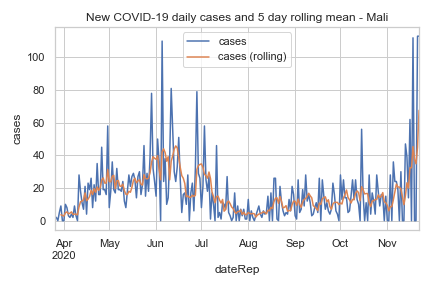 New COVID-19 daily cases and 5 day rolling mean - Mali
cases
cases (rolling)
cases
100
80
60
40
20
0
Apr
2020
May
Jun
Jul
Aug
Sep
Oct
Nov
dateRep